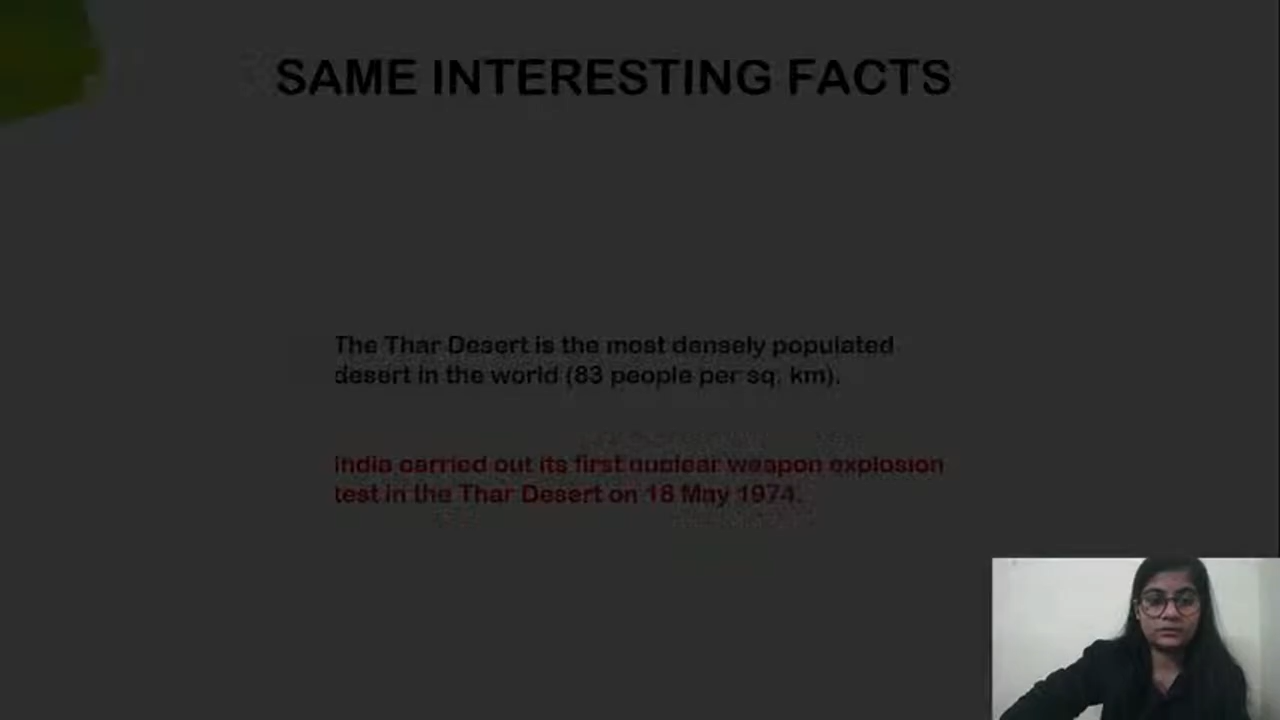 SAME INTERESTING FACTS
The Thar Desert is the most densely populated
desert in the world (83 people per sq. km).
India carried out its first nuclear weapon explosion
test in the Thar Desert on 18 May 1974.